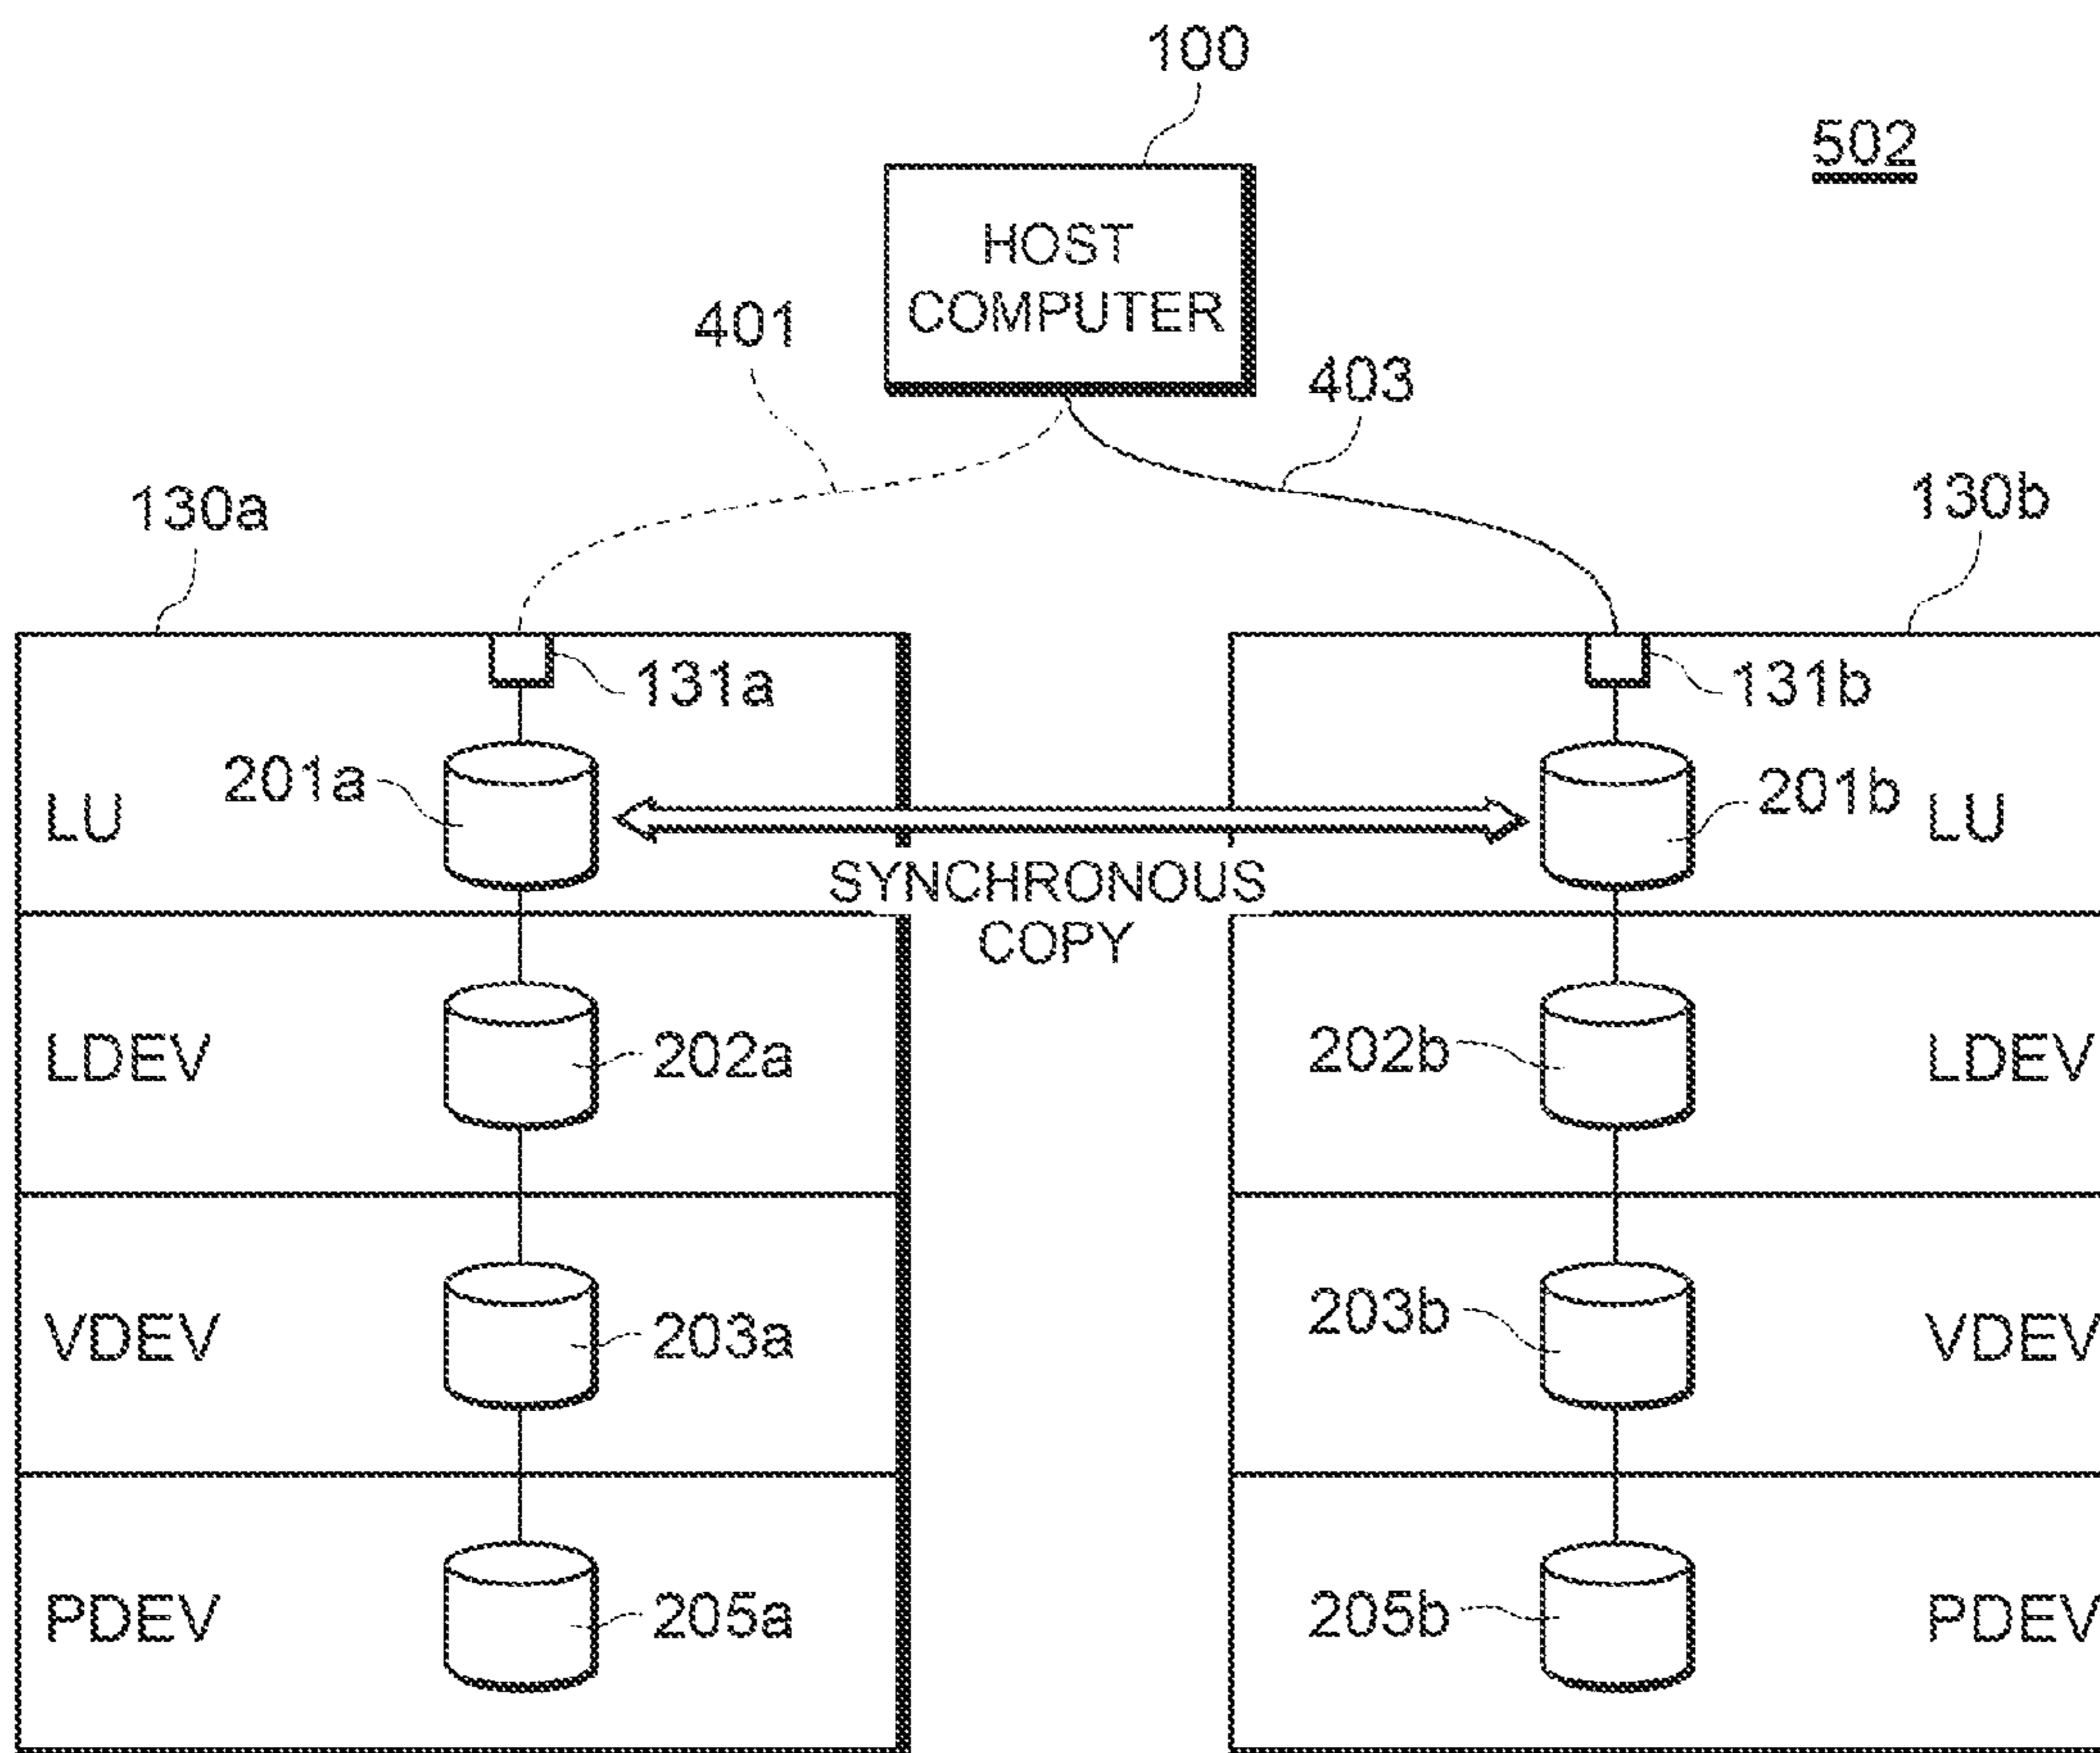 100
502
HOST
COMPUTER
401
403
130a
130b
131a
131b
201a
201b
LU
LU
SYNCHRONOUS
COPY
LDEV
202a
202b
LDEV
VDEV
203a
203b
VDEV
PDEV
205a
205b
PDEV